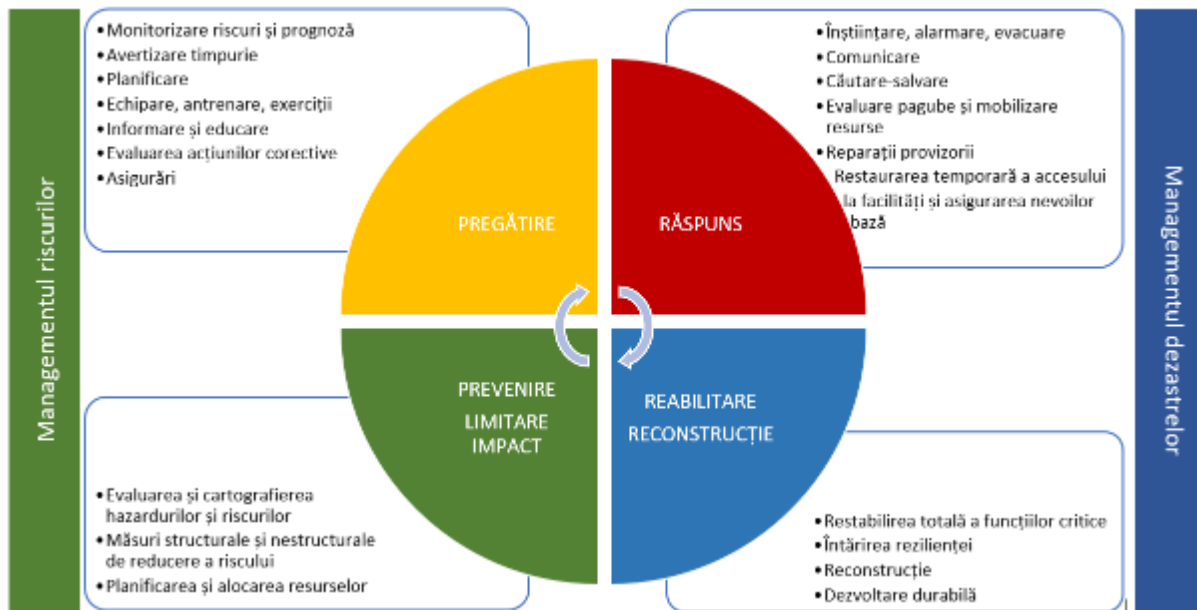 Managementul riscurilor
• Monitorizare riscuri și prognoză
• Avertizare timpurie
• Planificare
• Echipare, antrenare, exerciții
• Informare și educare
• Evaluarea acțiunilor corective
• Asigurări
PREGĂTIRE
RĂSPUNS
• Înștiințare, alarmare, evacuare
• Comunicare
• Căutare-salvare
• Evaluare pagube și mobilizare
resurse
• Reparații provizorii
Restaurarea temporară a accesului
la facilități și asigurarea nevoilor
bază
Managementul dezastrelor
PREVENIRE
LIMITARE
IMPACT
REABILITARE
RECONSTRUCȚIE
• Evaluarea și cartografierea
hazardurilor și riscurilor
• Măsuri structurale și nestructurale
de reducere a riscului
• Planificarea și alocarea resurselor
• Restabilirea totală a funcțiilor critice
• Întărirea rezilienței
• Reconstrucție
• Dezvoltare durabilă